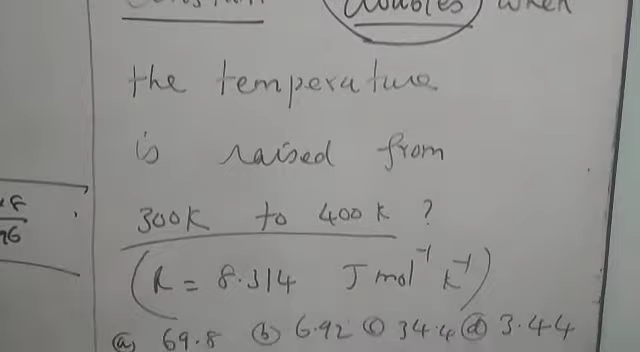 doubles when
the temperature
is raised from
300K to 400K ?
(R = 8.314 J mol⁻¹ K⁻¹)
(a) 69.8 (b) 6.92 (c) 34.4 (d) 3.44